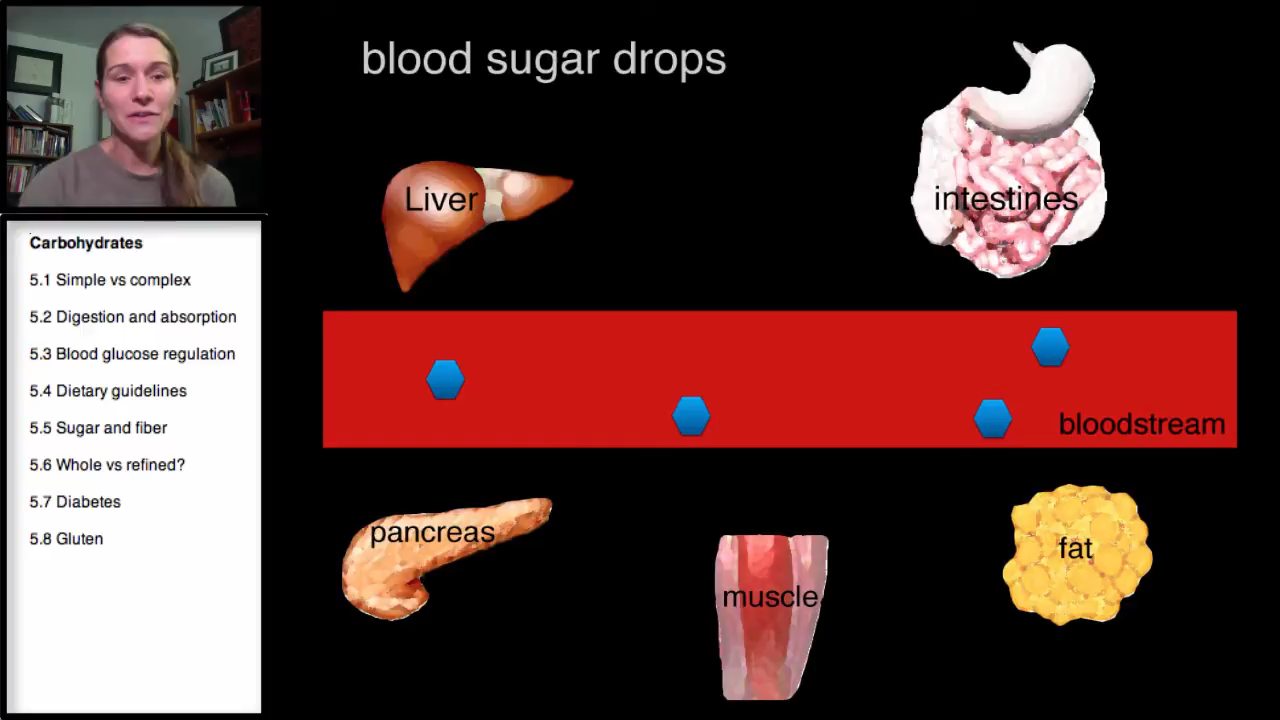 blood sugar drops
Liver
intestines
bloodstream
pancreas
muscle
fat
Carbohydrates
5.1 Simple vs complex
5.2 Digestion and absorption
5.3 Blood glucose regulation
5.4 Dietary guidelines
5.5 Sugar and fiber
5.6 Whole vs refined?
5.7 Diabetes
5.8 Gluten